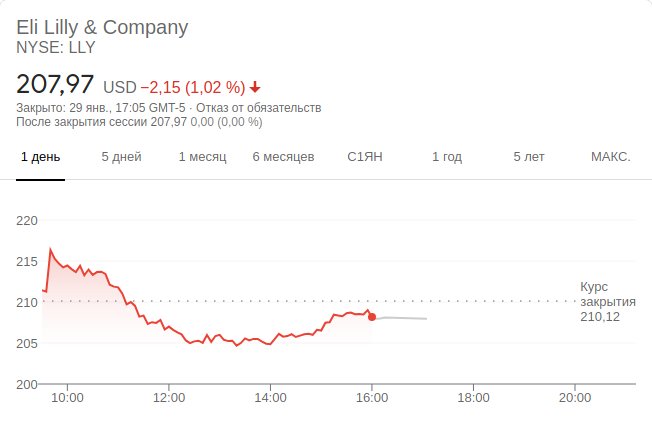 Eli Lilly & Company
NYSE: LLY
207,97 USD −2,15 (1,02 %)
Закрыто: 29 янв., 17:05 GMT-5 · Отказ от обязательств
После закрытия сессии 207,97 0,00 (0,00 %)
1 день 5 дней 1 месяц 6 месяцев С1ЯН 1 год 5 лет МАКС.
220
215
210
205
200
Курс
закрытия
210,12
10:00 12:00 14:00 16:00 18:00 20:00